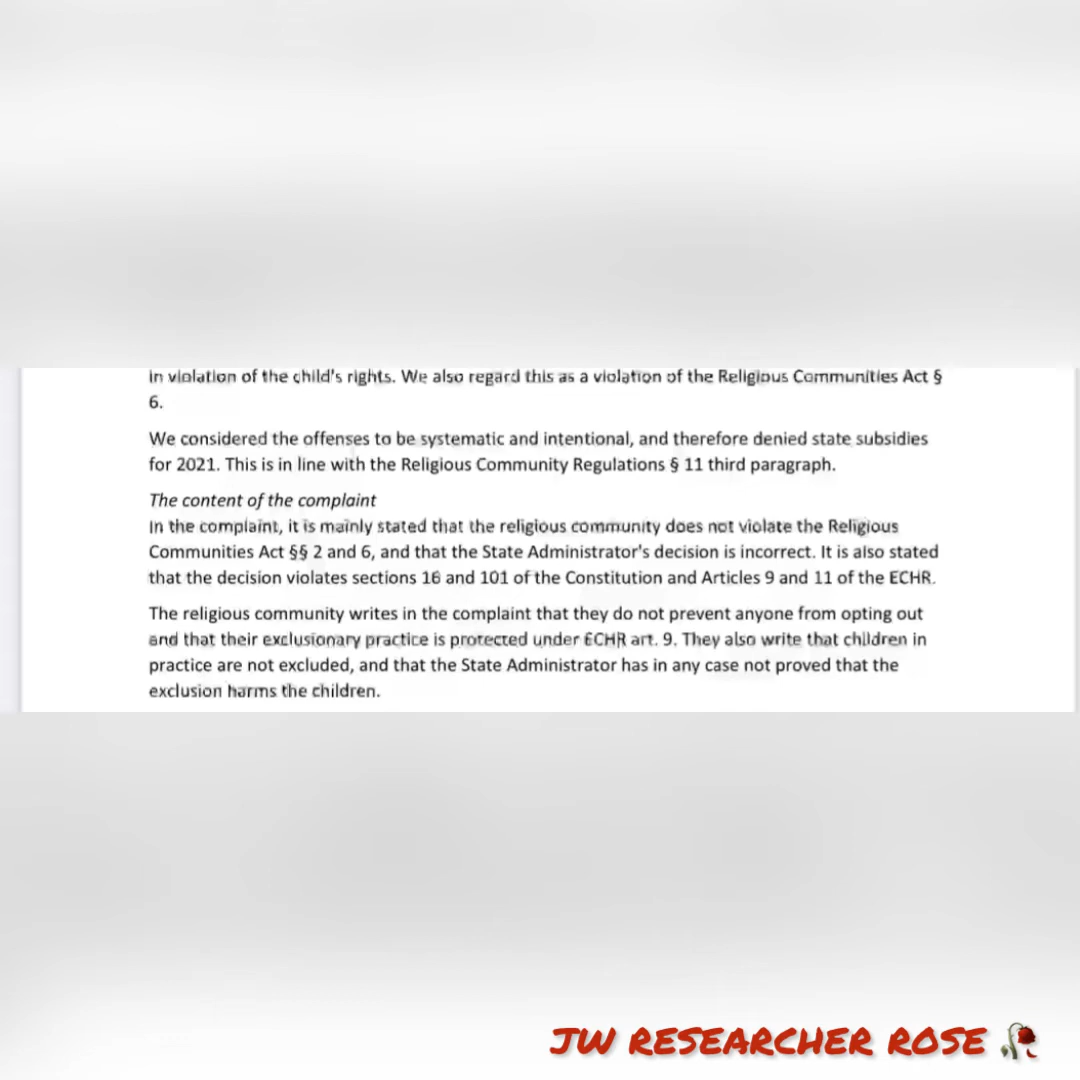 in violation of the child's rights. We also regard this as a violation of the Religious Communities Act §
6.
We considered the offenses to be systematic and intentional, and therefore denied state subsidies
for 2021. This is in line with the Religious Community Regulations § 11 third paragraph.
The content of the complaint
In the complaint, it is mainly stated that the religious community does not violate the Religious
Communities Act §§ 2 and 6, and that the State Administrator's decision is incorrect. It is also stated
that the decision violates sections 16 and 101 of the Constitution and Articles 9 and 11 of the ECHR.
The religious community writes in the complaint that they do not prevent anyone from opting out
and that their exclusionary practice is protected under ECHR art. 9. They also write that children in
practice are not excluded, and that the State Administrator has in any case not proved that the
exclusion harms the children.
JW RESEARCHER ROSE 🥀